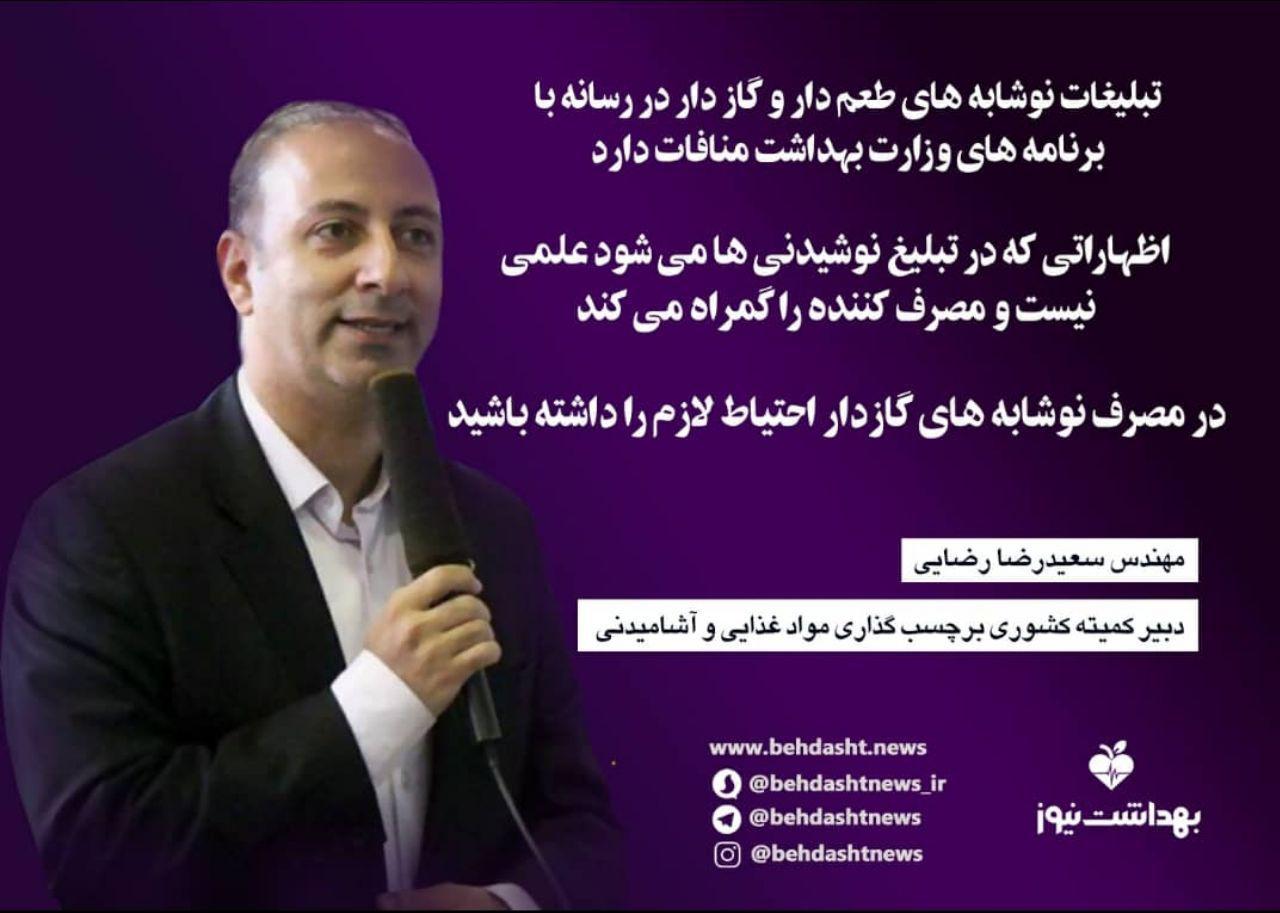 تبلیغات نوشابه های طعم دار و گاز دار در رسانه با
برنامه های وزارت بهداشت منافات دارد
اظهاراتی که در تبلیغ نوشیدنی ها می شود علمی
نیست و مصرف کننده را گمراه می کند
در مصرف نوشابه های گازدار احتیاط لازم را داشته باشید
مهندس سعیدرضا رضایی
دبیر کمیته کشوری برچسب گذاری مواد غذایی و آشامیدنی
www.behdasht.news
@behdashtnews_ir
@behdashtnews
@behdashtnews
بهداشت نیوز